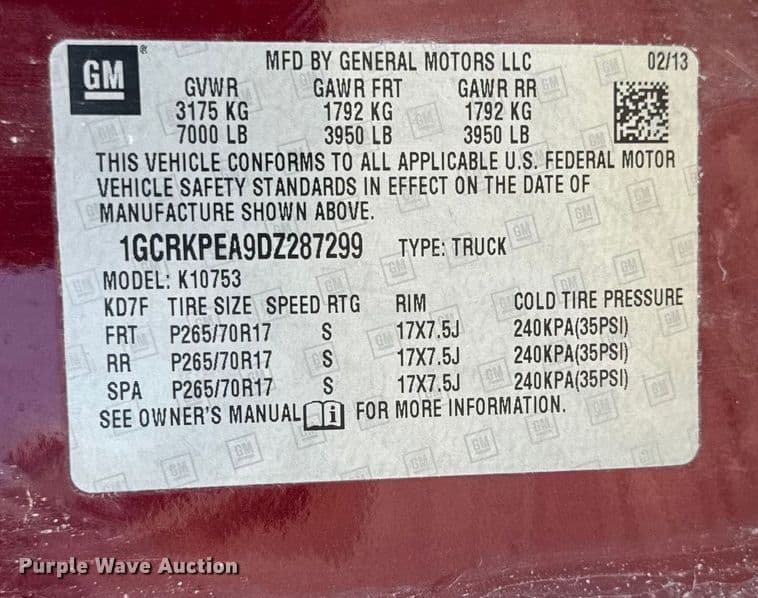 GM ®
MFD BY GENERAL MOTORS LLC 02/13
GVWR GAWR FRT GAWR RR
3175 KG 1792 KG 1792 KG
7000 LB 3950 LB 3950 LB
THIS VEHICLE CONFORMS TO ALL APPLICABLE U.S. FEDERAL MOTOR
VEHICLE SAFETY STANDARDS IN EFFECT ON THE DATE OF
MANUFACTURE SHOWN ABOVE.
1GCRKPEA9DZ287299 TYPE: TRUCK
MODEL: K10753
KD7F TIRE SIZE SPEED RTG RIM COLD TIRE PRESSURE
FRT P265/70R17 S 17X7.5J 240KPA(35PSI)
RR P265/70R17 S 17X7.5J 240KPA(35PSI)
SPA P265/70R17 S 17X7.5J 240KPA(35PSI)
SEE OWNER'S MANUAL i FOR MORE INFORMATION.
Purple Wave Auction